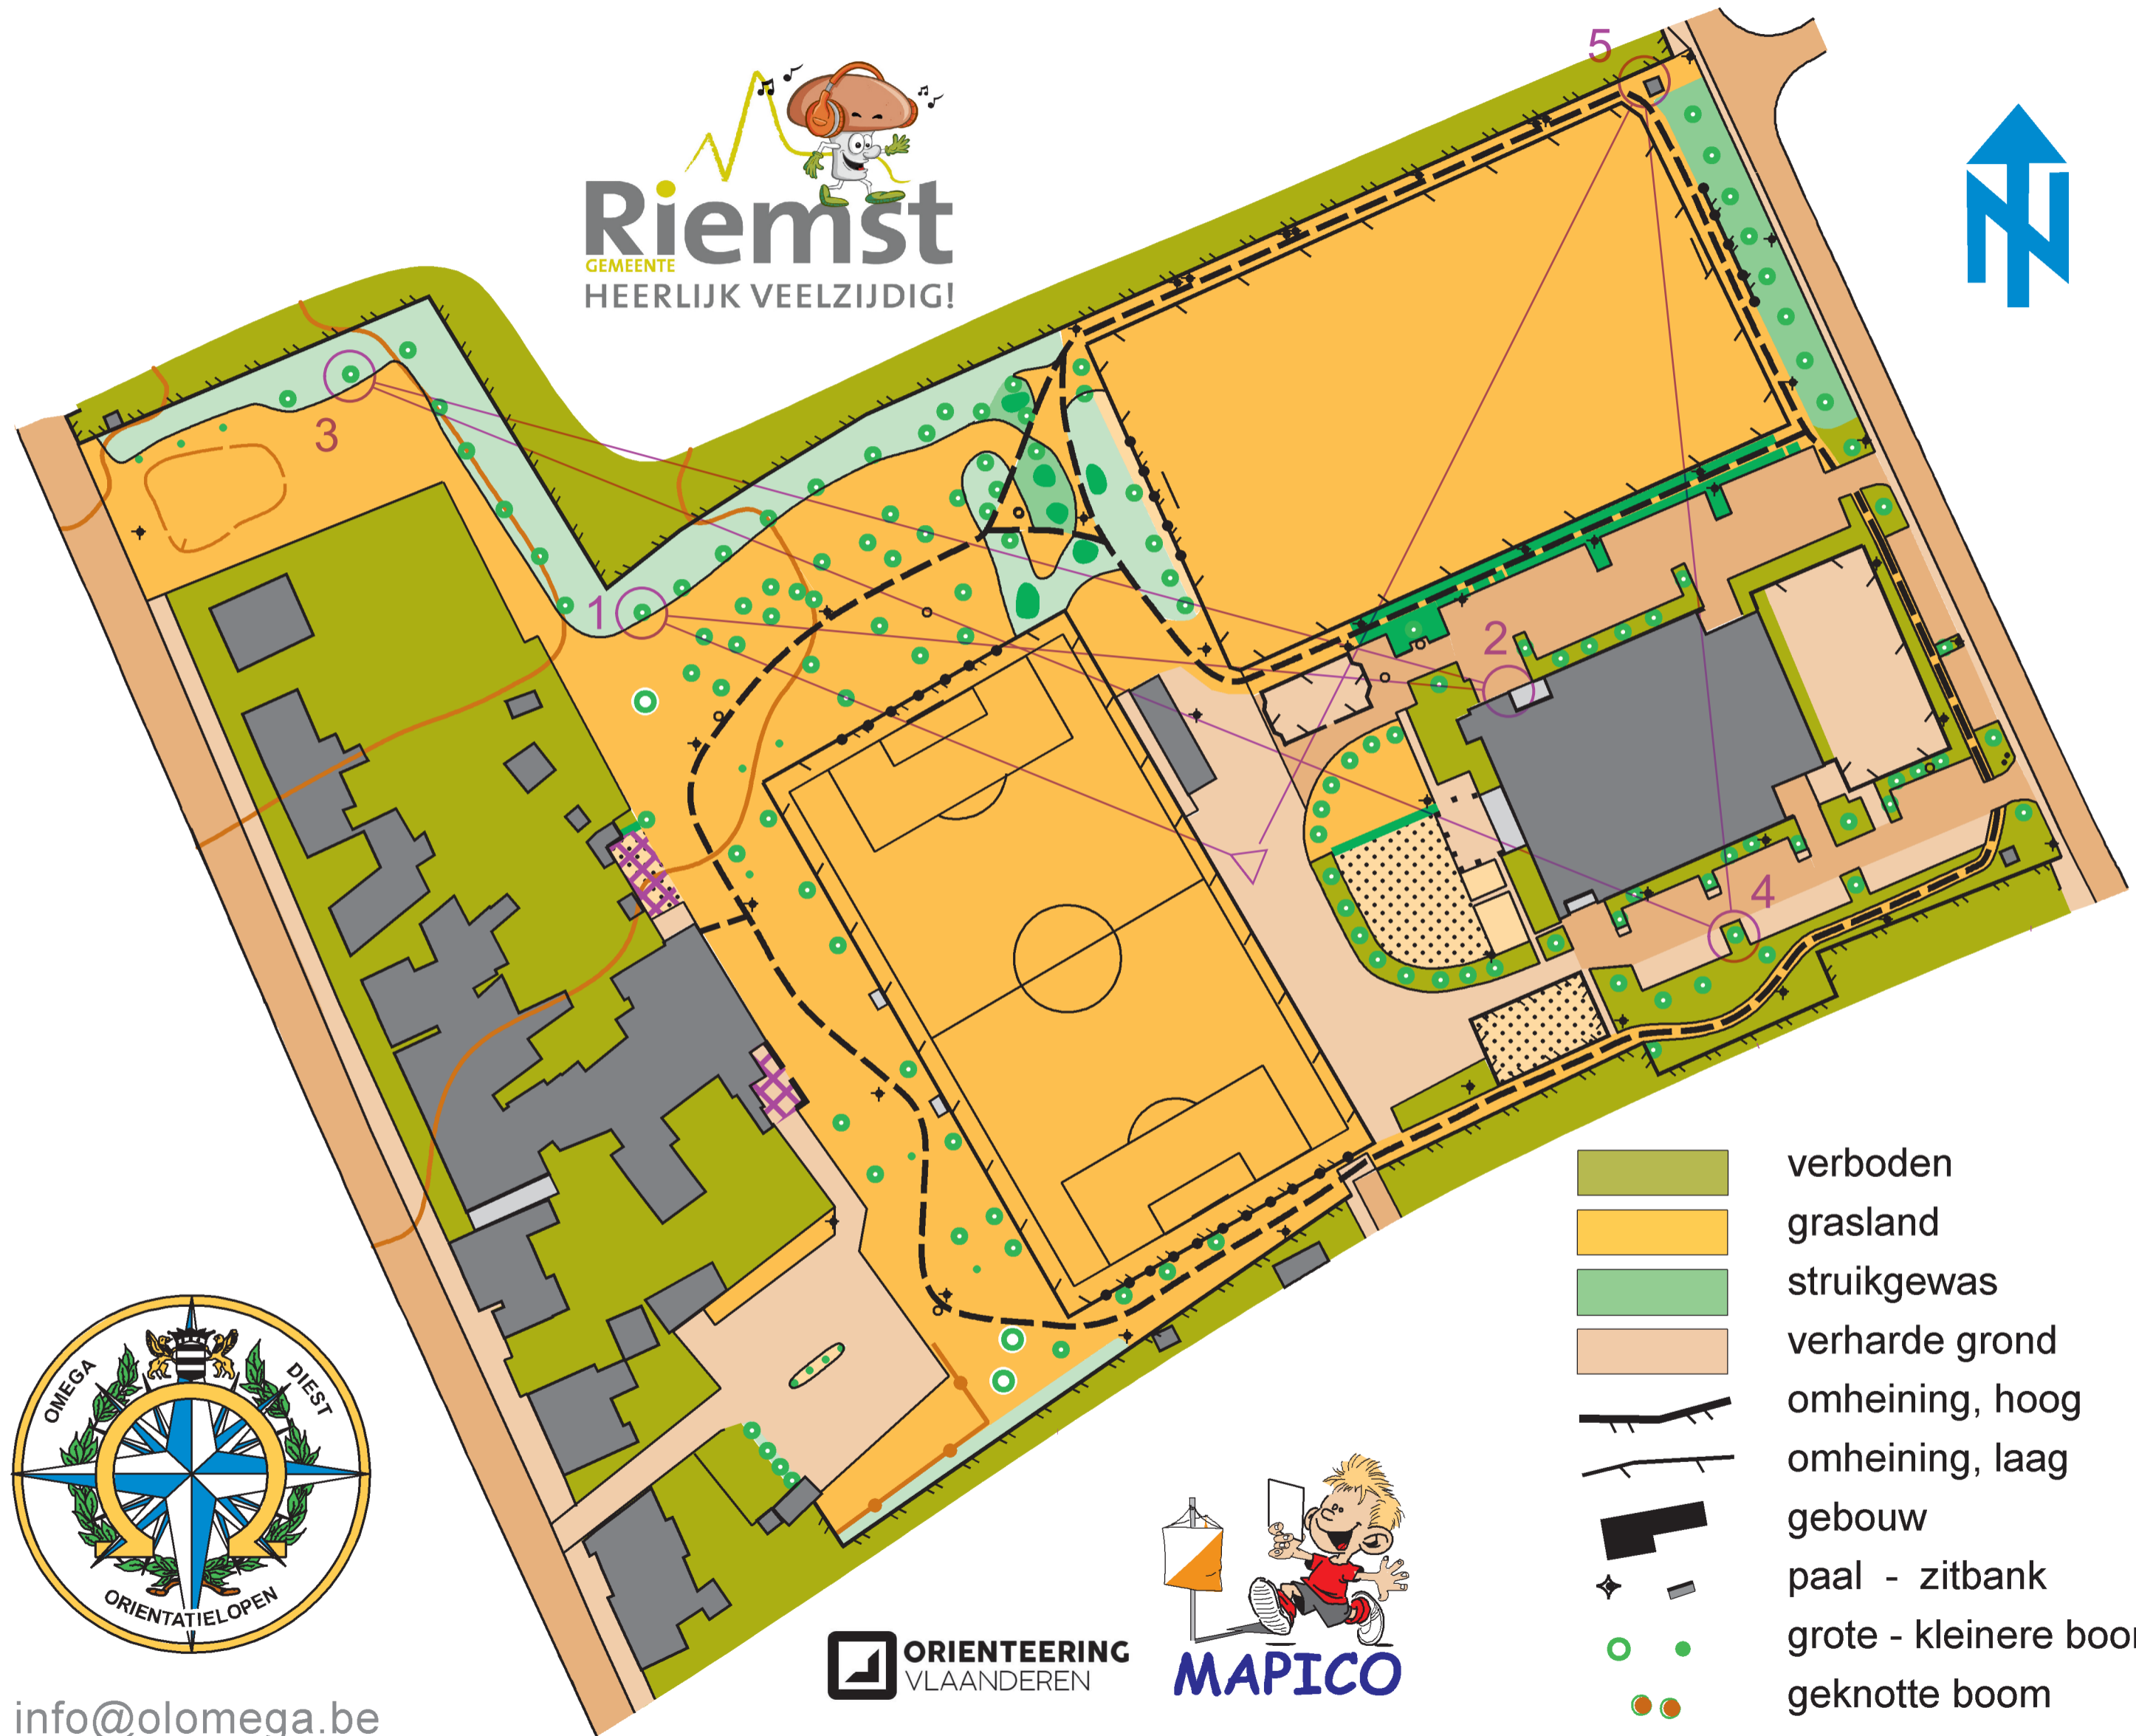 5
Riemst
GEMEENTE
HEERLIJK VEELZIJDIG!
N
3
1
2
4
verboden
grasland
struikgewas
verharde grond
omheining, hoog
omheining, laag
gebouw
paal - zitbank
grote - kleinere boor
geknotte boom
OMEGA DIEST
ORIENTATIELOPEN
ORIENTEERING
VLAANDEREN
MAPICO
info@olomega.be